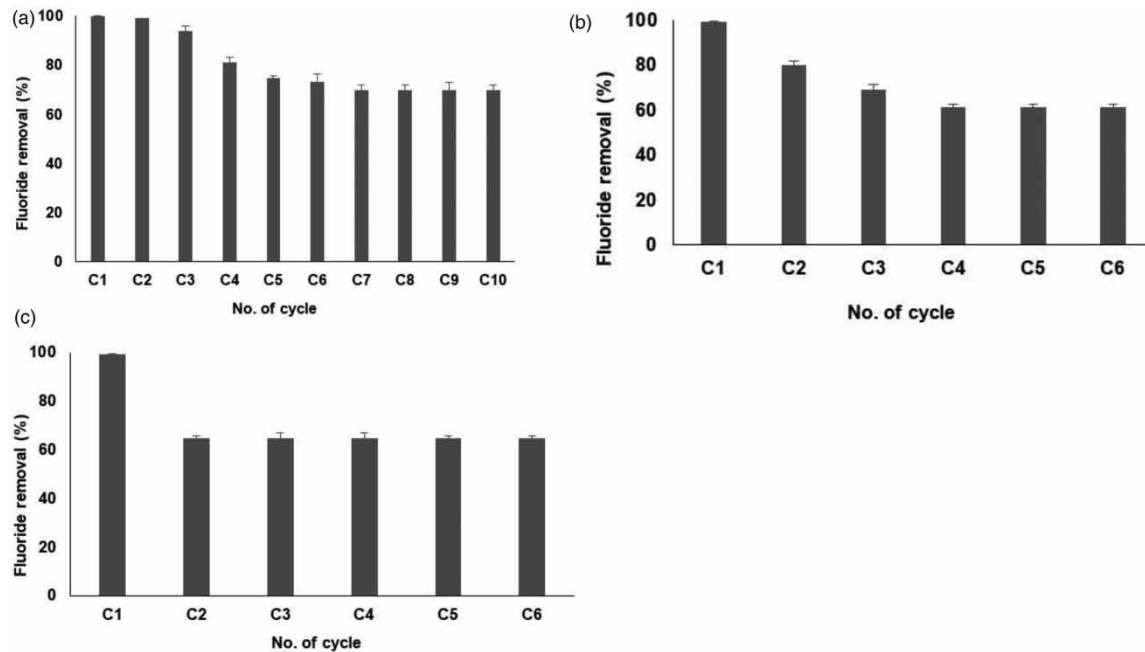 (a)
Fluoride removal (%)
100
80
60
40
20
0
C1 C2 C3 C4 C5 C6 C7 C8 C9 C10
No. of cycle
(b)
Fluoride removal (%)
100
80
60
40
20
0
C1 C2 C3 C4 C5 C6
No. of cycle
(c)
Fluoride removal (%)
100
80
60
40
20
0
C1 C2 C3 C4 C5 C6
No. of cycle